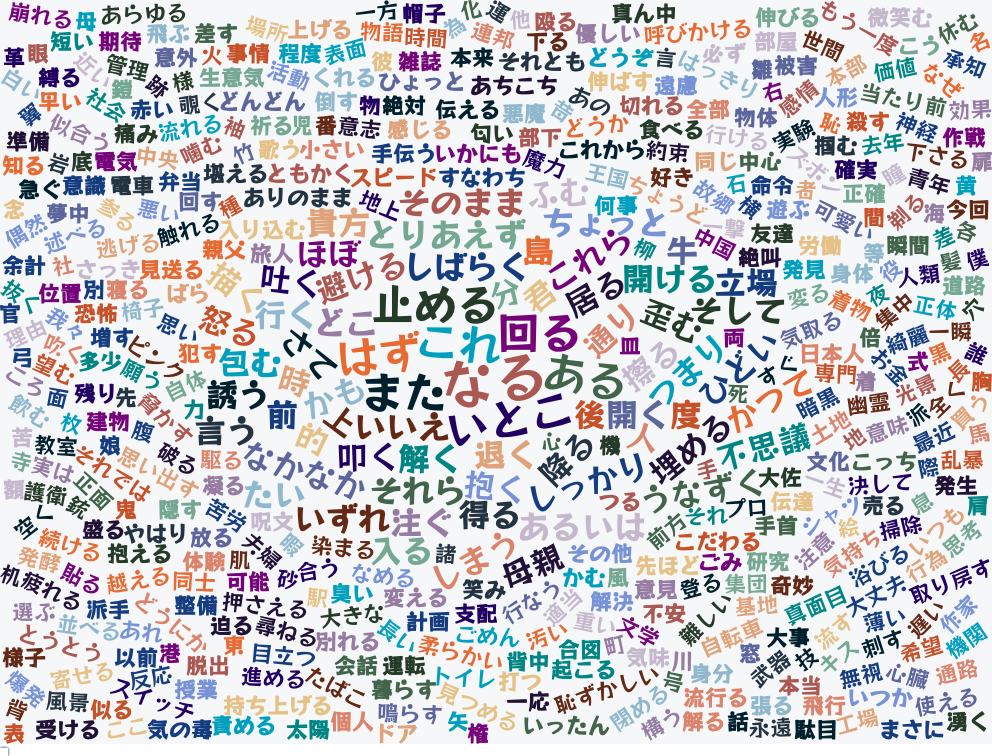 崩れる 母 あらゆる 一方 帽子 為 化 運 他 殴る 真ん中 伸びる もう一度 微笑む こう 休む 名
短い 期待 飛ぶ 差す 場所 上げる 物語 時間 連邦 下る 優しい 呼びかける 部屋 世間 承知
革 眼 意外 火 事情 程度 表面 彼 雑誌 本来 それとも どうぞ 言 必ず 雛 被害 本部 価値 なぜ
白い 縛る 近い 管理 跡 様 生意気 活動 くれる ひょっと あちこち 伸ばす 遠慮 はっきり 右 感情 人形 当たり前 効果
翼 早い 社会 鎧 赤い 覗く どんどん 倒す 物 絶対 伝える 悪魔 苺 あの 切れる 全部 物体 恥 殺す 神経 作戦
準備 似合う 痛み 流れる 袖 祈る 児 番 意志 感じる 匂い 部下 どうか 食べる 行ける 実験 掴む 去年 下さる 扉
知る 岩 底 電気 中央 噛む 竹 歌う 小さい 手伝う いかにも 魔力 これから 約束 同じ 中心 ズボン 確実 瞳 青年 黄
急ぐ 意識 電車 弁当 堪える ともかく スピード すなわち ふむ 王国 好き 故郷 石 命令 者 正確 剃る 海 今回
念 夢中 参る 悪い 回す 種 ありのまま 地上 そのまま 何事 ちょうど 一撃 横 遊ぶ 可愛い 間 瞬間 差 各
偶然 述べる 逃げる 触れる 入り込む 貴方 とりあえず ちょっと 島 これら 柳 牛 中国 友達 絶目 労働 等 髪 僕
余計 社 さっき 見送る 親父 旅人 ほぼ 避ける しばらく 居る 開ける 立場 発見 身体 人類 道路
抜く 位置 別 寝る ばら 描く 吐く 止める 分 君 歪む そして 変る 着物 夜 集中 正体
官 我々 恐怖 椅子 思い 怒る 行く どこ 回る 通り 皿 両 気取る 倍 綺麗 一瞬
理由 吹く 増す ピンク 犯す 包む さて はず これ 擦る つまり ひどい すぐ 日本人 式 黒 誰
弓 望む 多少 願う 自体 時 かも また なる ある 死 専門 着 光景 長く 胸
ころ 面 残り 先 脅かす 力 誘う 前 いいえ いとこ 後 開く 度 かつて 暗黒 幽霊 派 全く 買う
飲む 枚 建物 腹 言う 的 退く 心 降る 機 埋める 不思議 土地 地 意味 最近 馬
苦 教室 娘 破る 駆る なかなか 叩く 解く しっかり 手 大佐 文化 こっち 際 乱暴
寺 実は それでは 思い出す 凝る たい それら 抱く つる うなずく プロ 伝達 一生 決して 発生
額 護衛 正面 銃 鬼 隠す 苦労 呪文 いずれ 注ぐ 得る あるいは 前方 それ 手首 シャツ 絵 売る 息 肩
空く 盛る やはり 放る 夫婦 暇 染まる 入る 諸 しまう 母親 その他 こだわる 注意 気持ち 掃除 いつも 思考
続ける 発酵 抱える 体験 肌 砂 合う なめる 笑み かむ 風 先ほど ごみ 研究 浴びる 行為
机 疲れる 貼る 越える 同士 可能 駅 臭い 変える 行なう 適当 解決 意見 登る 集団 奇妙 真面目 大丈夫 取り戻す
選ぶ 派手 どうにか 整備 押さえる 大きな 計画 支配 重い 不安 難しい 基地 流す 薄い 遅い 作家
とうとう 並べる あれ 東 迫る 尋ねる 別れる 長い 柔らかい ごめん 汚い 合図 町 文学 自転車 大事 刺す 希望 機関
様子 以前 港 脱出 目立つ 会話 運転 背中 起こる 気味 川 身分 窓 武器 技 キス 無視 心臓 通路
爆発 寄せる 反応 授業 進める たばこ 暮らす トイレ 打つ 一応 恥ずかしい 号 流行る 張る 本当 飛行 いつか 使える
背 風景 スイッチ 似る 持ち上げる 鳴らす 見つめる 閉める
表 受ける ここ 気の毒 責める 太陽 個人 ドア 矢 権 いったん 構う 解る 話 永遠 駄目 工場 まさに 湧く